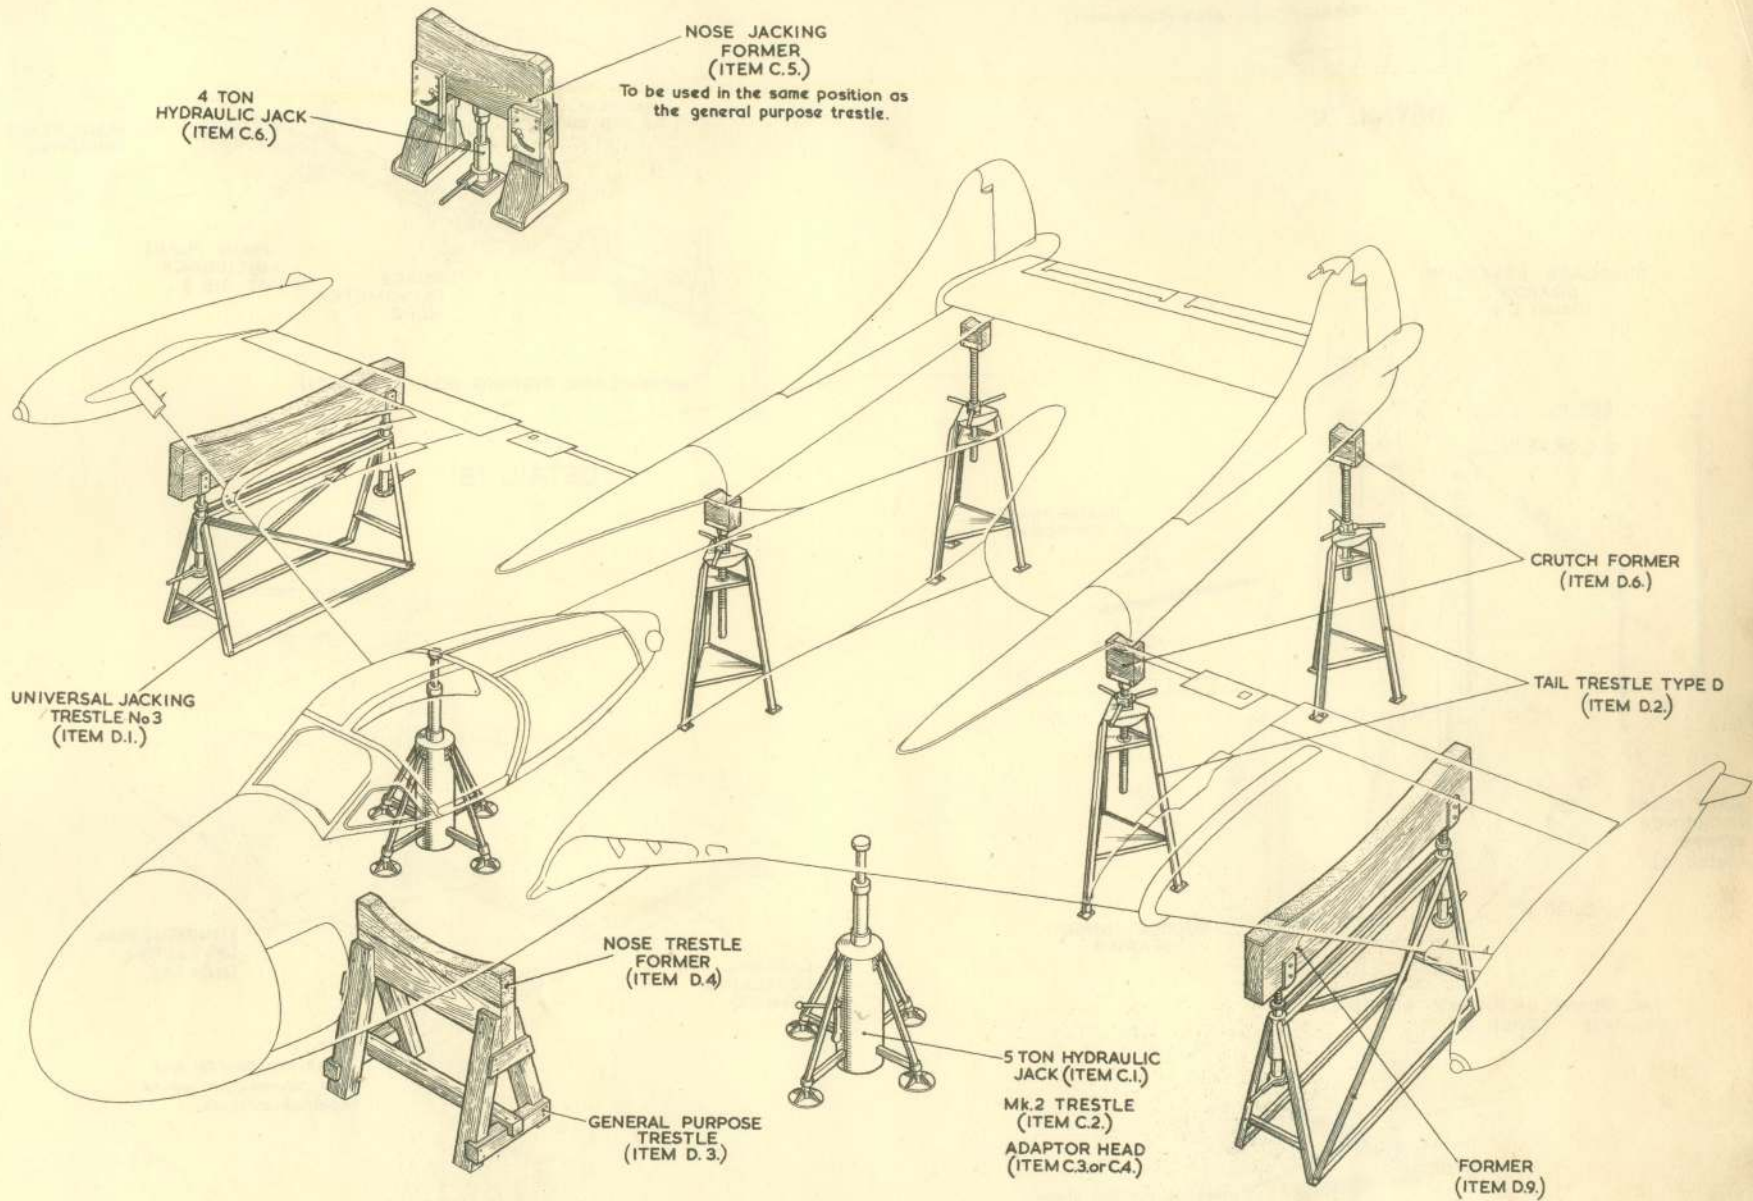 NOSE JACKING
FORMER
(ITEM C.5.)
To be used in the same position as
the general purpose trestle.
4 TON
HYDRAULIC JACK
(ITEM C.6.)
CRUTCH FORMER
(ITEM D.6.)
TAIL TRESTLE TYPE D
(ITEM D.2.)
UNIVERSAL JACKING
TRESTLE No 3
(ITEM D.1.)
NOSE TRESTLE
FORMER
(ITEM D.4)
5 TON HYDRAULIC
JACK (ITEM C.1.)
Mk.2 TRESTLE
(ITEM C.2.)
ADAPTOR HEAD
(ITEM C.3.or C.4.)
GENERAL PURPOSE
TRESTLE
(ITEM D. 3.)
FORMER
(ITEM D.9.)